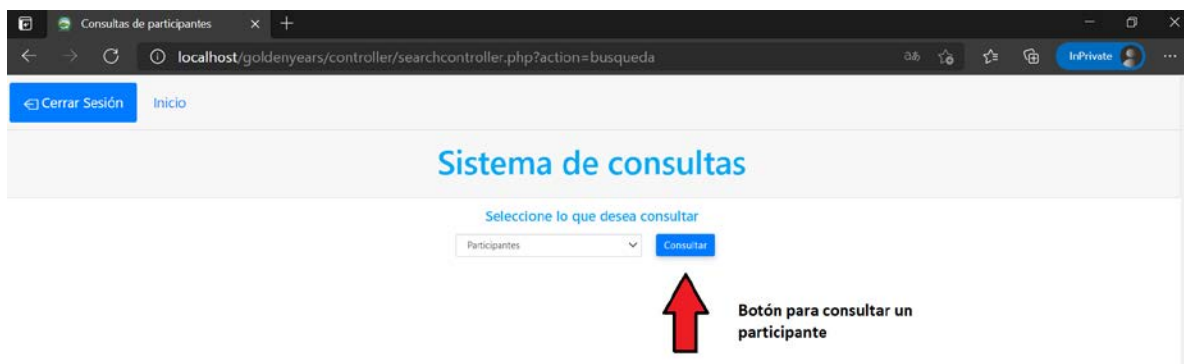 Consultas de participantes
localhost/goldenyears/controller/searchcontroller.php?action=busqueda
InPrivate
Cerrar Sesión Inicio
Sistema de consultas
Seleccione lo que desea consultar
Participantes Consultar
Botón para consultar un
participante